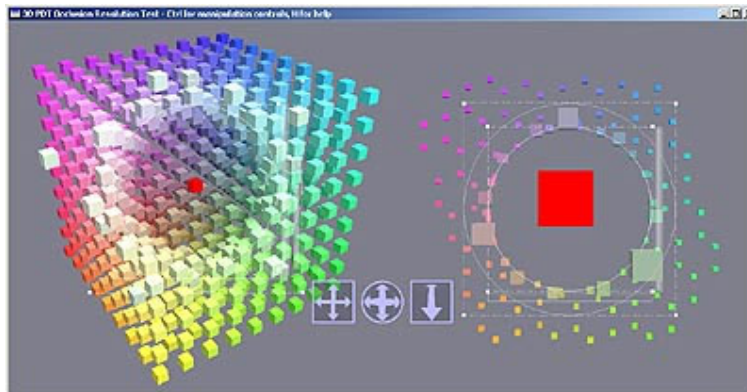 3D PDT Occlusion Resolution Test - Ctrl for manipulation controls, H for help